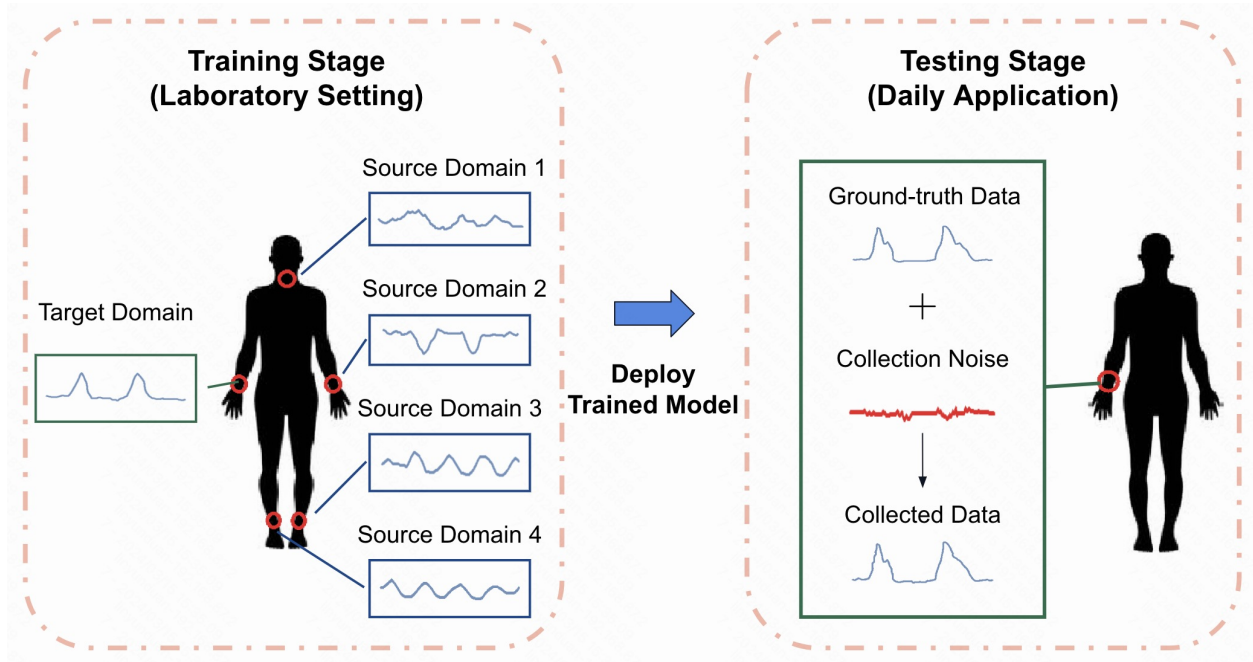 Training Stage
(Laboratory Setting)
Source Domain 1
Source Domain 2
Target Domain
Source Domain 3
Source Domain 4
Deploy
Trained Model
Testing Stage
(Daily Application)
Ground-truth Data
+
Collection Noise
Collected Data